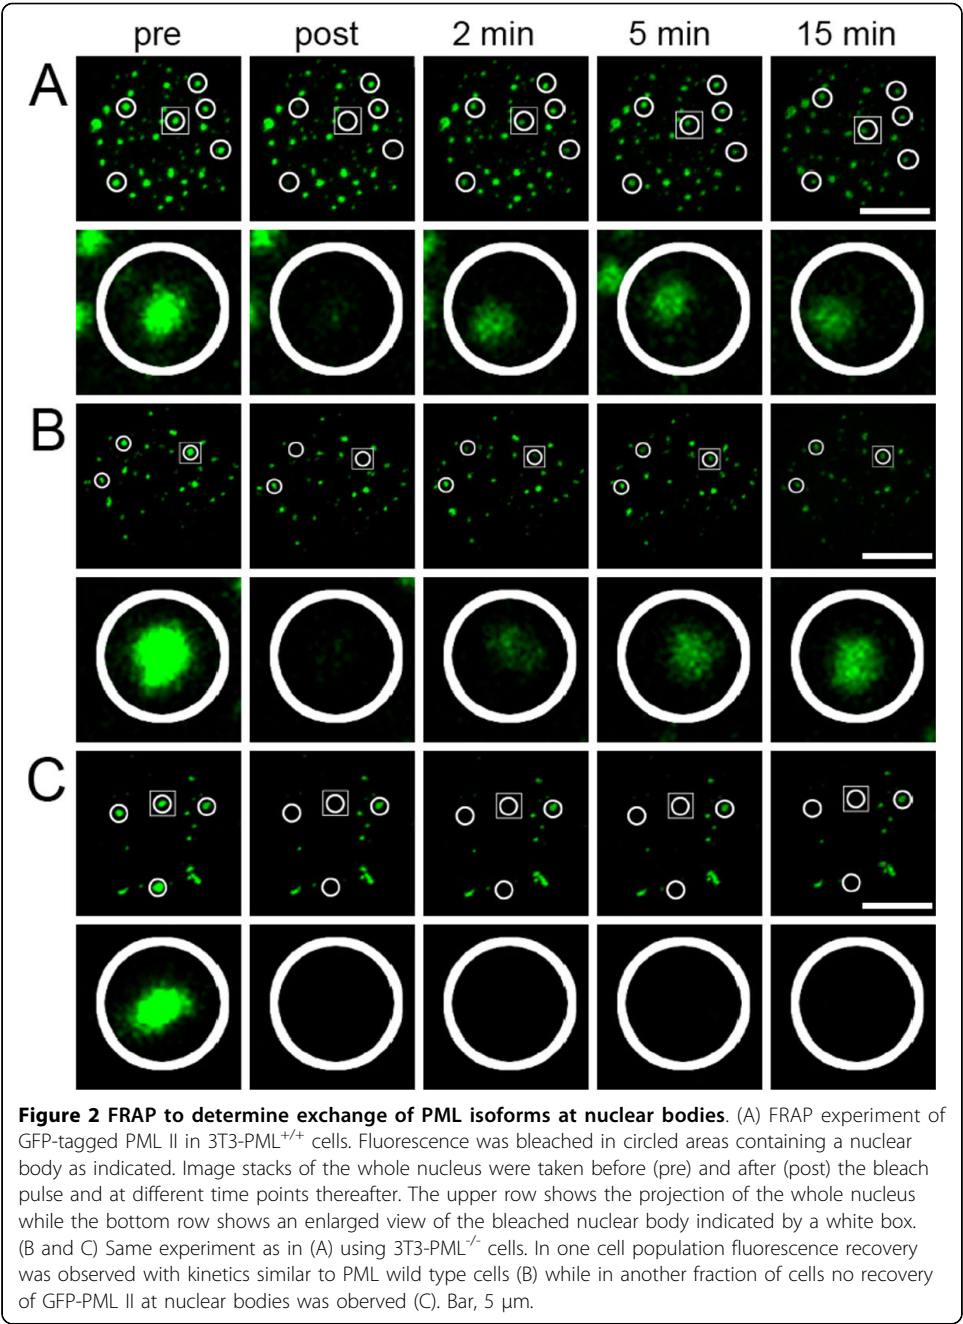 pre post 2 min 5 min 15 min
A
B
C
Figure 2 FRAP to determine exchange of PML isoforms at nuclear bodies. (A) FRAP experiment of
GFP-tagged PML II in 3T3-PML+/+ cells. Fluorescence was bleached in circled areas containing a nuclear
body as indicated. Image stacks of the whole nucleus were taken before (pre) and after (post) the bleach
pulse and at different time points thereafter. The upper row shows the projection of the whole nucleus
while the bottom row shows an enlarged view of the bleached nuclear body indicated by a white box.
(B and C) Same experiment as in (A) using 3T3-PML-/- cells. In one cell population fluorescence recovery
was observed with kinetics similar to PML wild type cells (B) while in another fraction of cells no recovery
of GFP-PML II at nuclear bodies was oberved (C). Bar, 5 μm.